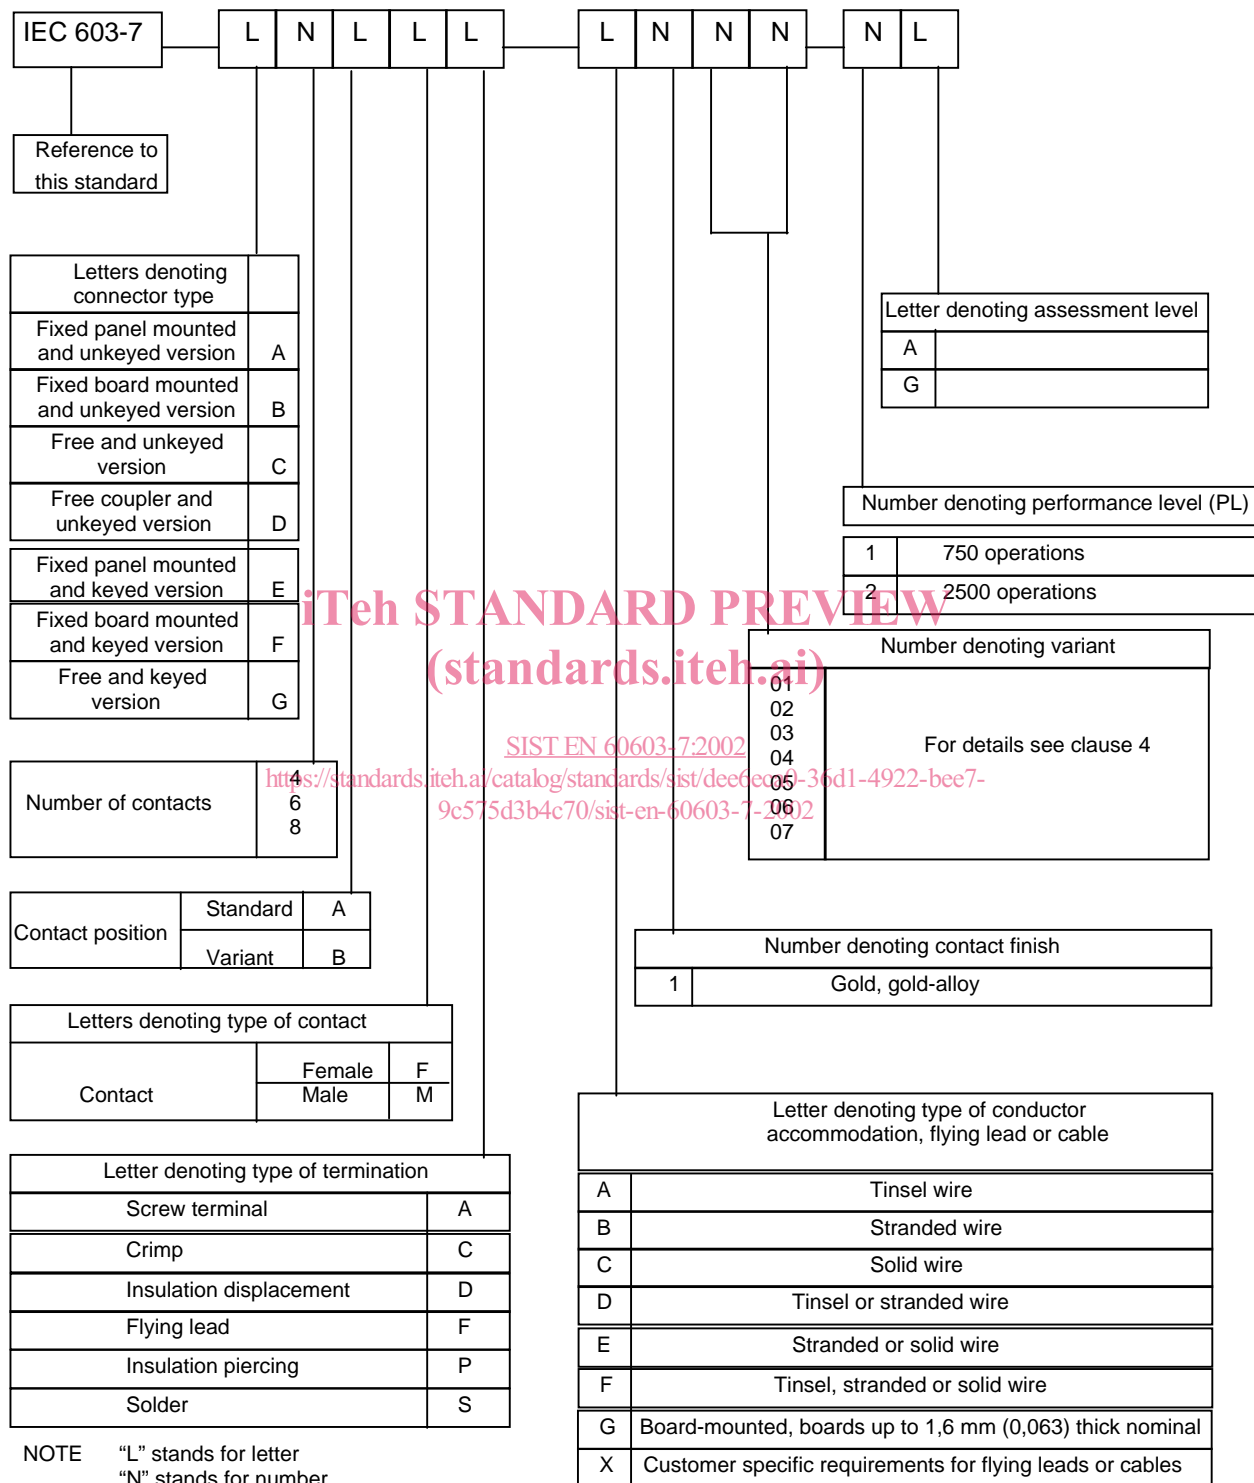 IEC 603-7 L N L L L L N N N N L
Reference to
this standard
Letters denoting
connector type
Fixed panel mounted
and unkeyed version A
Fixed board mounted
and unkeyed version B
Free and unkeyed
version C
Free coupler and
unkeyed version D
Fixed panel mounted
and keyed version E
Fixed board mounted
and keyed version F
Free and keyed
version G
Number of contacts
4
6
8
Contact position
Standard A
Variant B
Letters denoting type of contact
Contact
Female F
Male M
Letter denoting type of termination
Screw terminal A
Crimp C
Insulation displacement D
Flying lead F
Insulation piercing P
Solder S
NOTE "L" stands for letter
"N" stands for number
Letter denoting assessment level
A
G
Number denoting performance level (PL)
1 750 operations
2 2500 operations
iTeh STANDARD PREVIEW
(standards.iteh.ai)
SIST EN 60603-7:2002
https://standards.iteh.ai/catalog/standards/sist/dee6eca0-36d1-4922-bee7-
9c575d3b4c70/sist-en-60603-7-2002
Number denoting variant
01
02
03
04
05
06
07
For details see clause 4
Number denoting contact finish
1 Gold, gold-alloy
Letter denoting type of conductor
accommodation, flying lead or cable
A Tinsel wire
B Stranded wire
C Solid wire
D Tinsel or stranded wire
E Stranded or solid wire
F Tinsel, stranded or solid wire
G Board-mounted, boards up to 1,6 mm (0,063) thick nominal
X Customer specific requirements for flying leads or cables